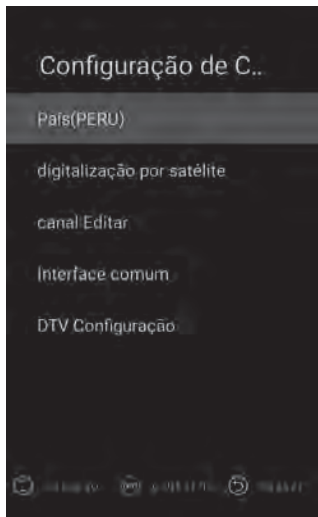 Configuração de C..
País(PERU)
digitalização por satélite
canal Editar
Interface comum
DTV Configuração